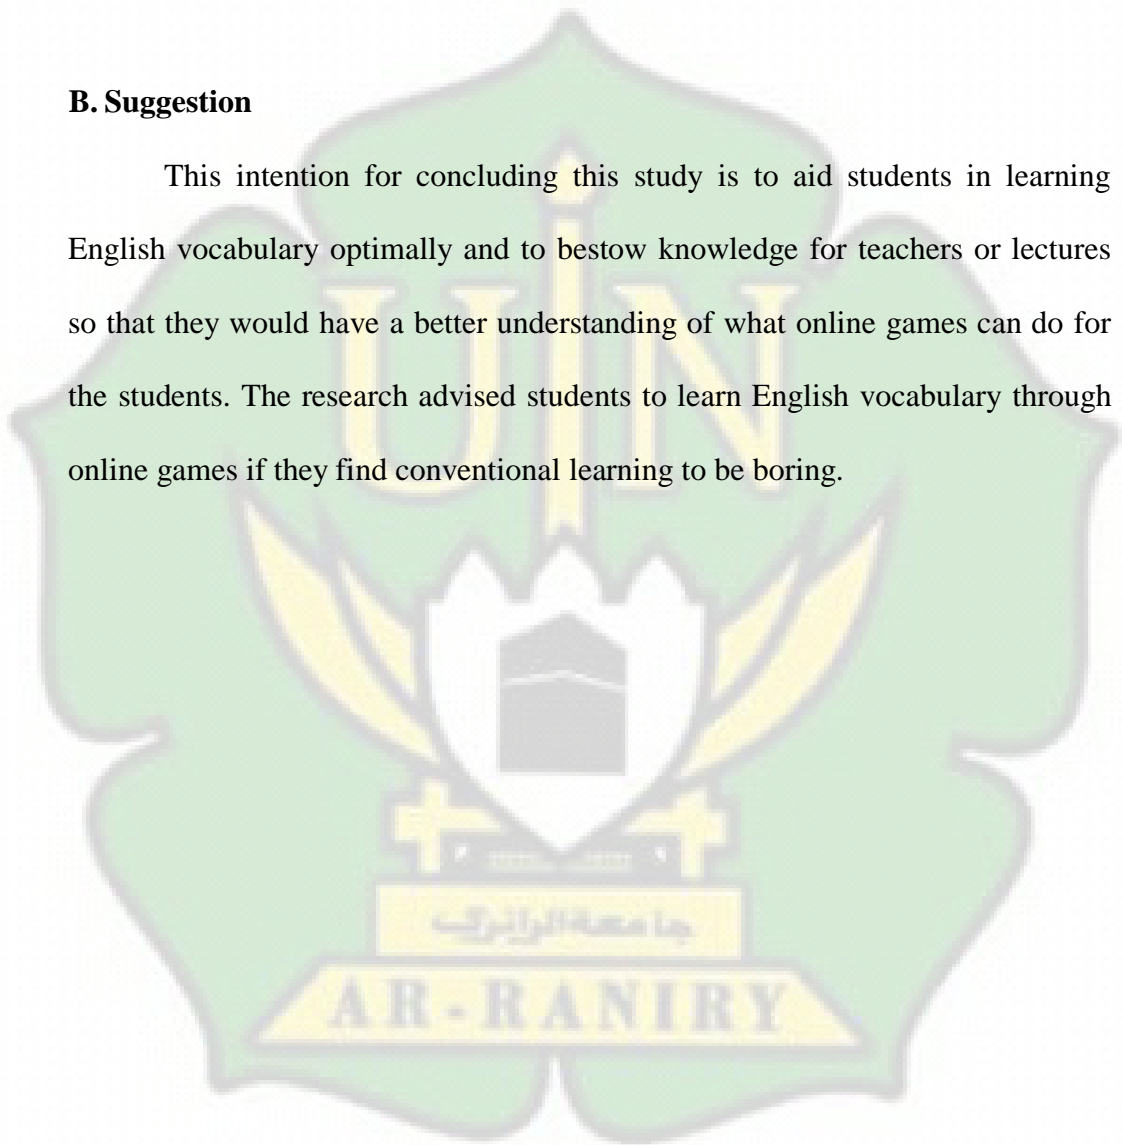 B. Suggestion
This intention for concluding this study is to aid students in learning
English vocabulary optimally and to bestow knowledge for teachers or lectures
so that they would have a better understanding of what online games can do for
the students. The research advised students to learn English vocabulary through
online games if they find conventional learning to be boring.
UIN
جامعة الرانري
AR-RANIRY